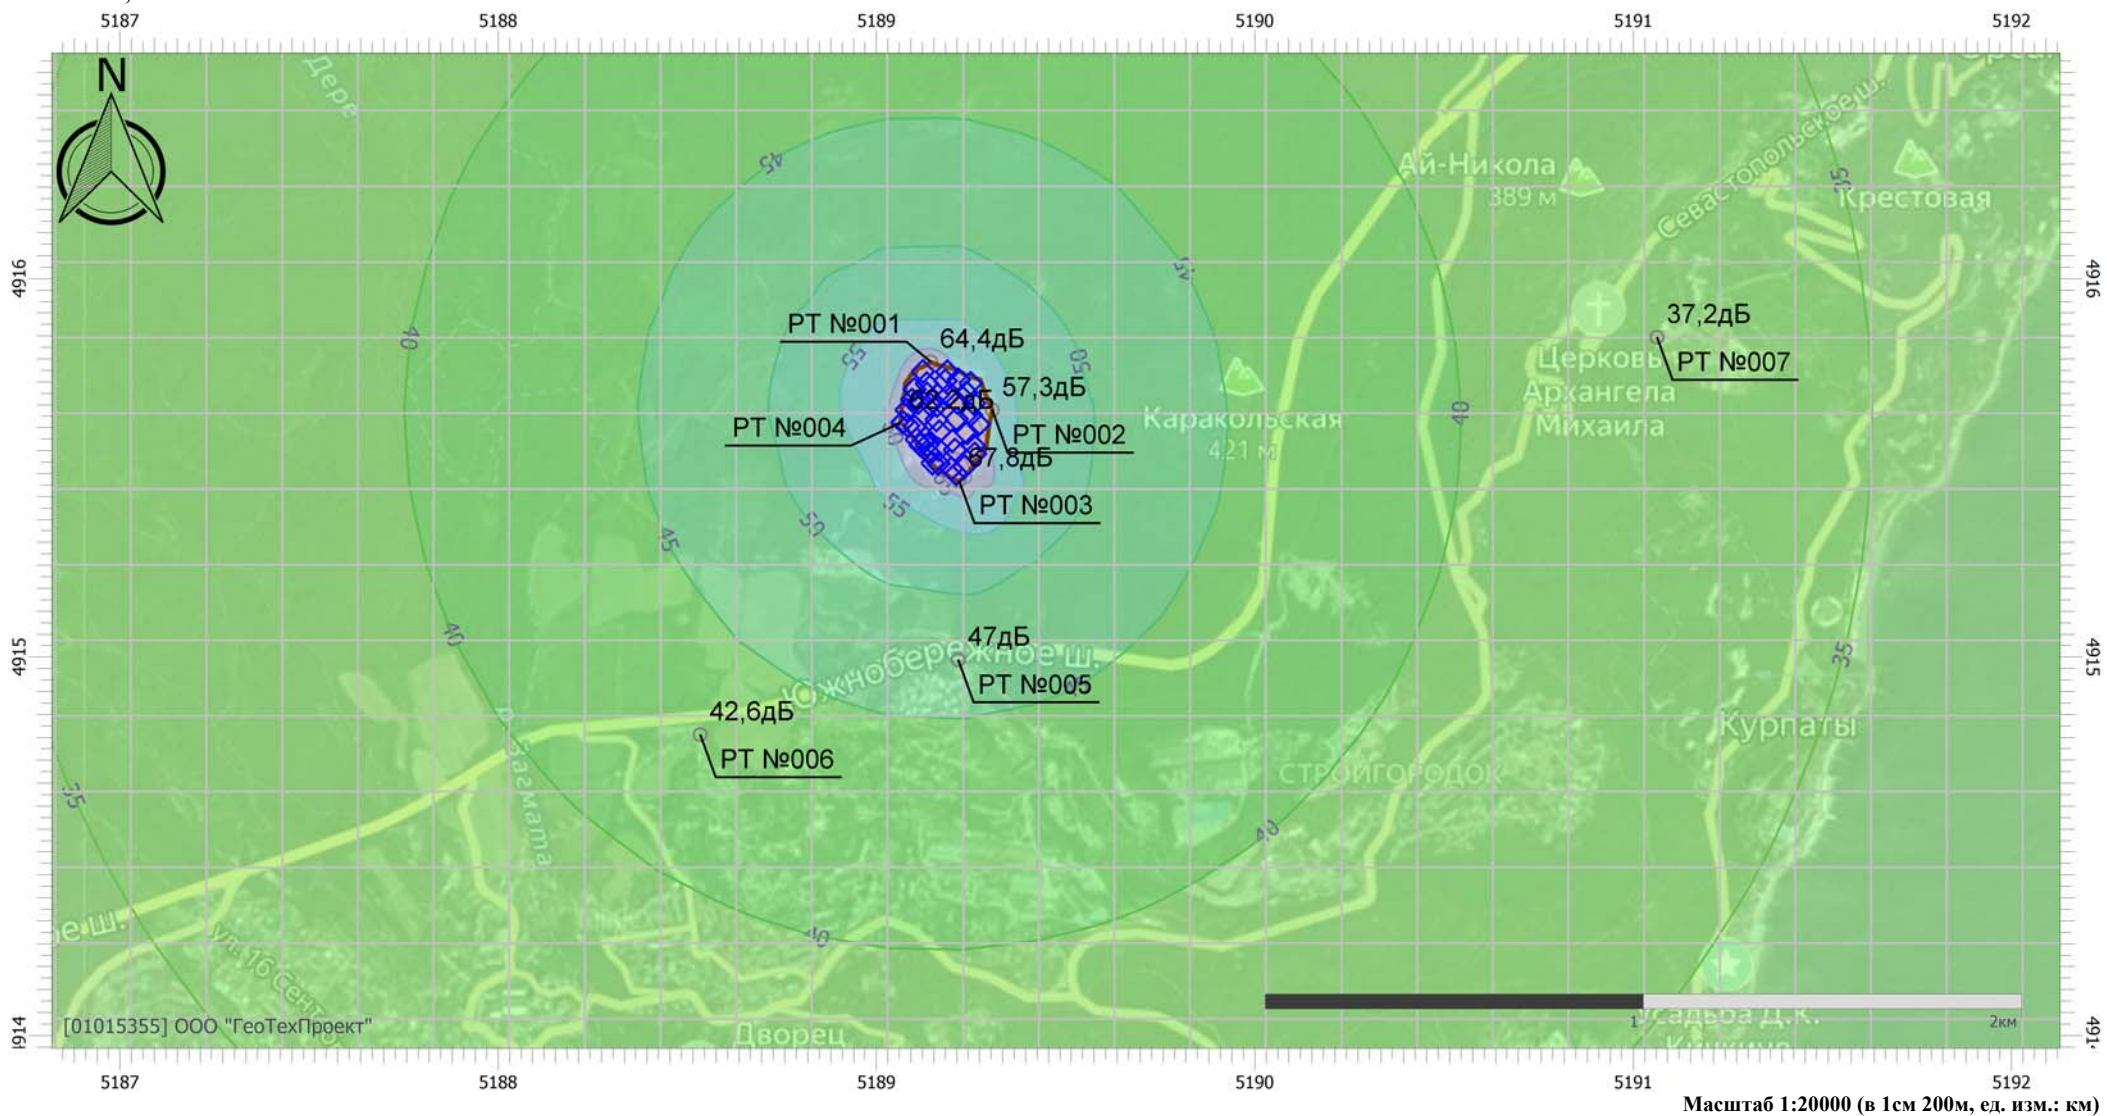 5187 5188 5189 5190 5191 5192
N
Дере
45
Ай-Никола
389 м
Севастопольское ш.
35
Крестовая
4916
4916
45
40
РТ №001
64,4дБ
37,2дБ
РТ №007
55
50
Церковь
Архангела
Михаила
57,3дБ
РТ №004
РТ №002
Каракольская
421 м
40
67,8дБ
РТ №003
55
50
45
40
47дБ
Южнобережное ш.
РТ №005
4915
4915
35
42,6дБ
РТ №006
Курпаты
СТРОЙГОРОДОК
35
40
40
е ш.
ул. 16 Сент
[01015355] ООО "ГеоТехПроект"
Дворец
1
2км
усадьба Д.К.
5187 5188 5189 5190 5191 5192
Масштаб 1:20000 (в 1см 200м, ед. изм.: км)